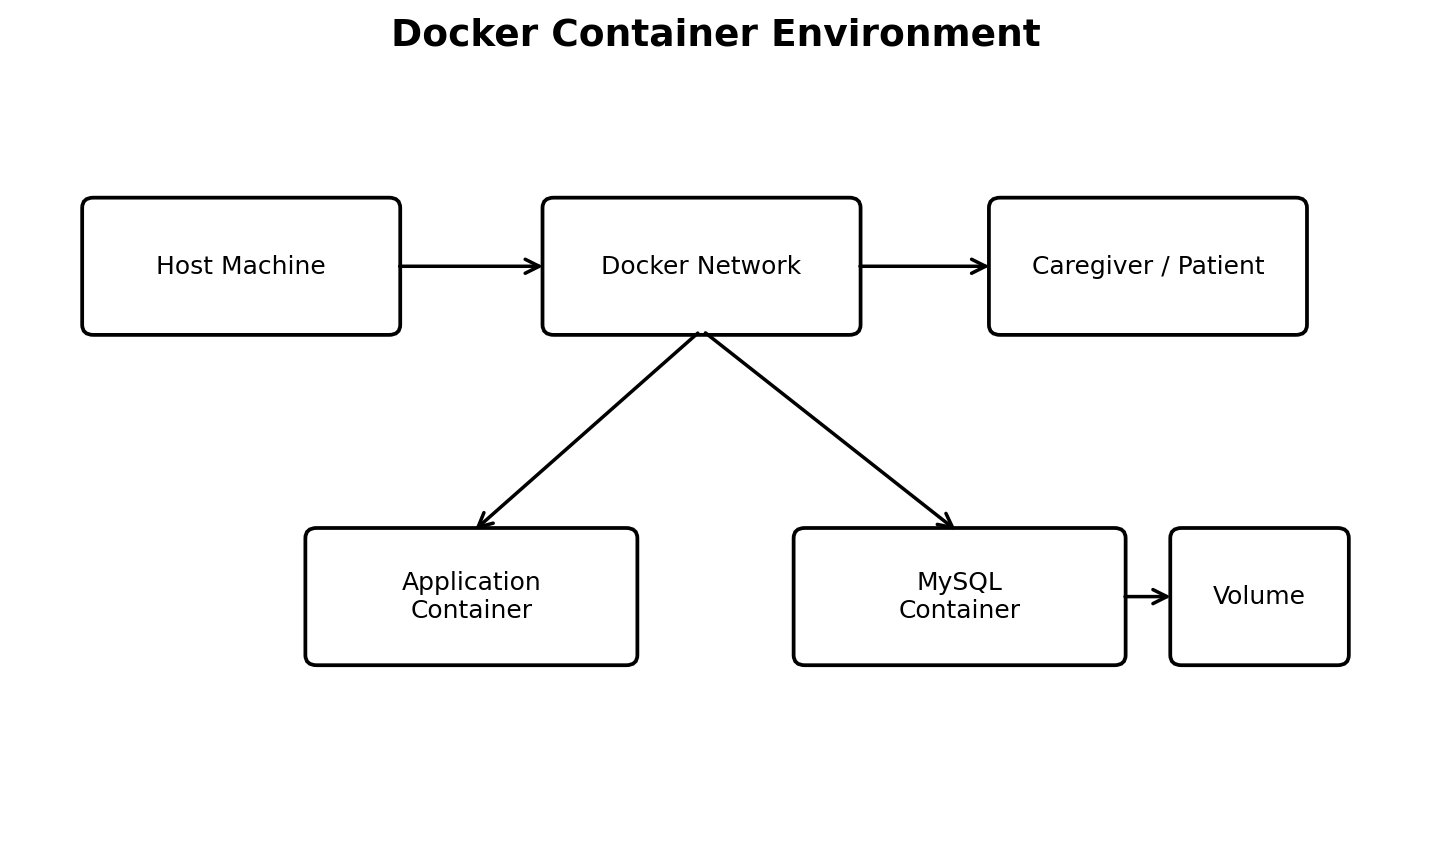 Docker Container Environment
Host Machine
Docker Network
Caregiver / Patient
Application
Container
MySQL
Container
Volume